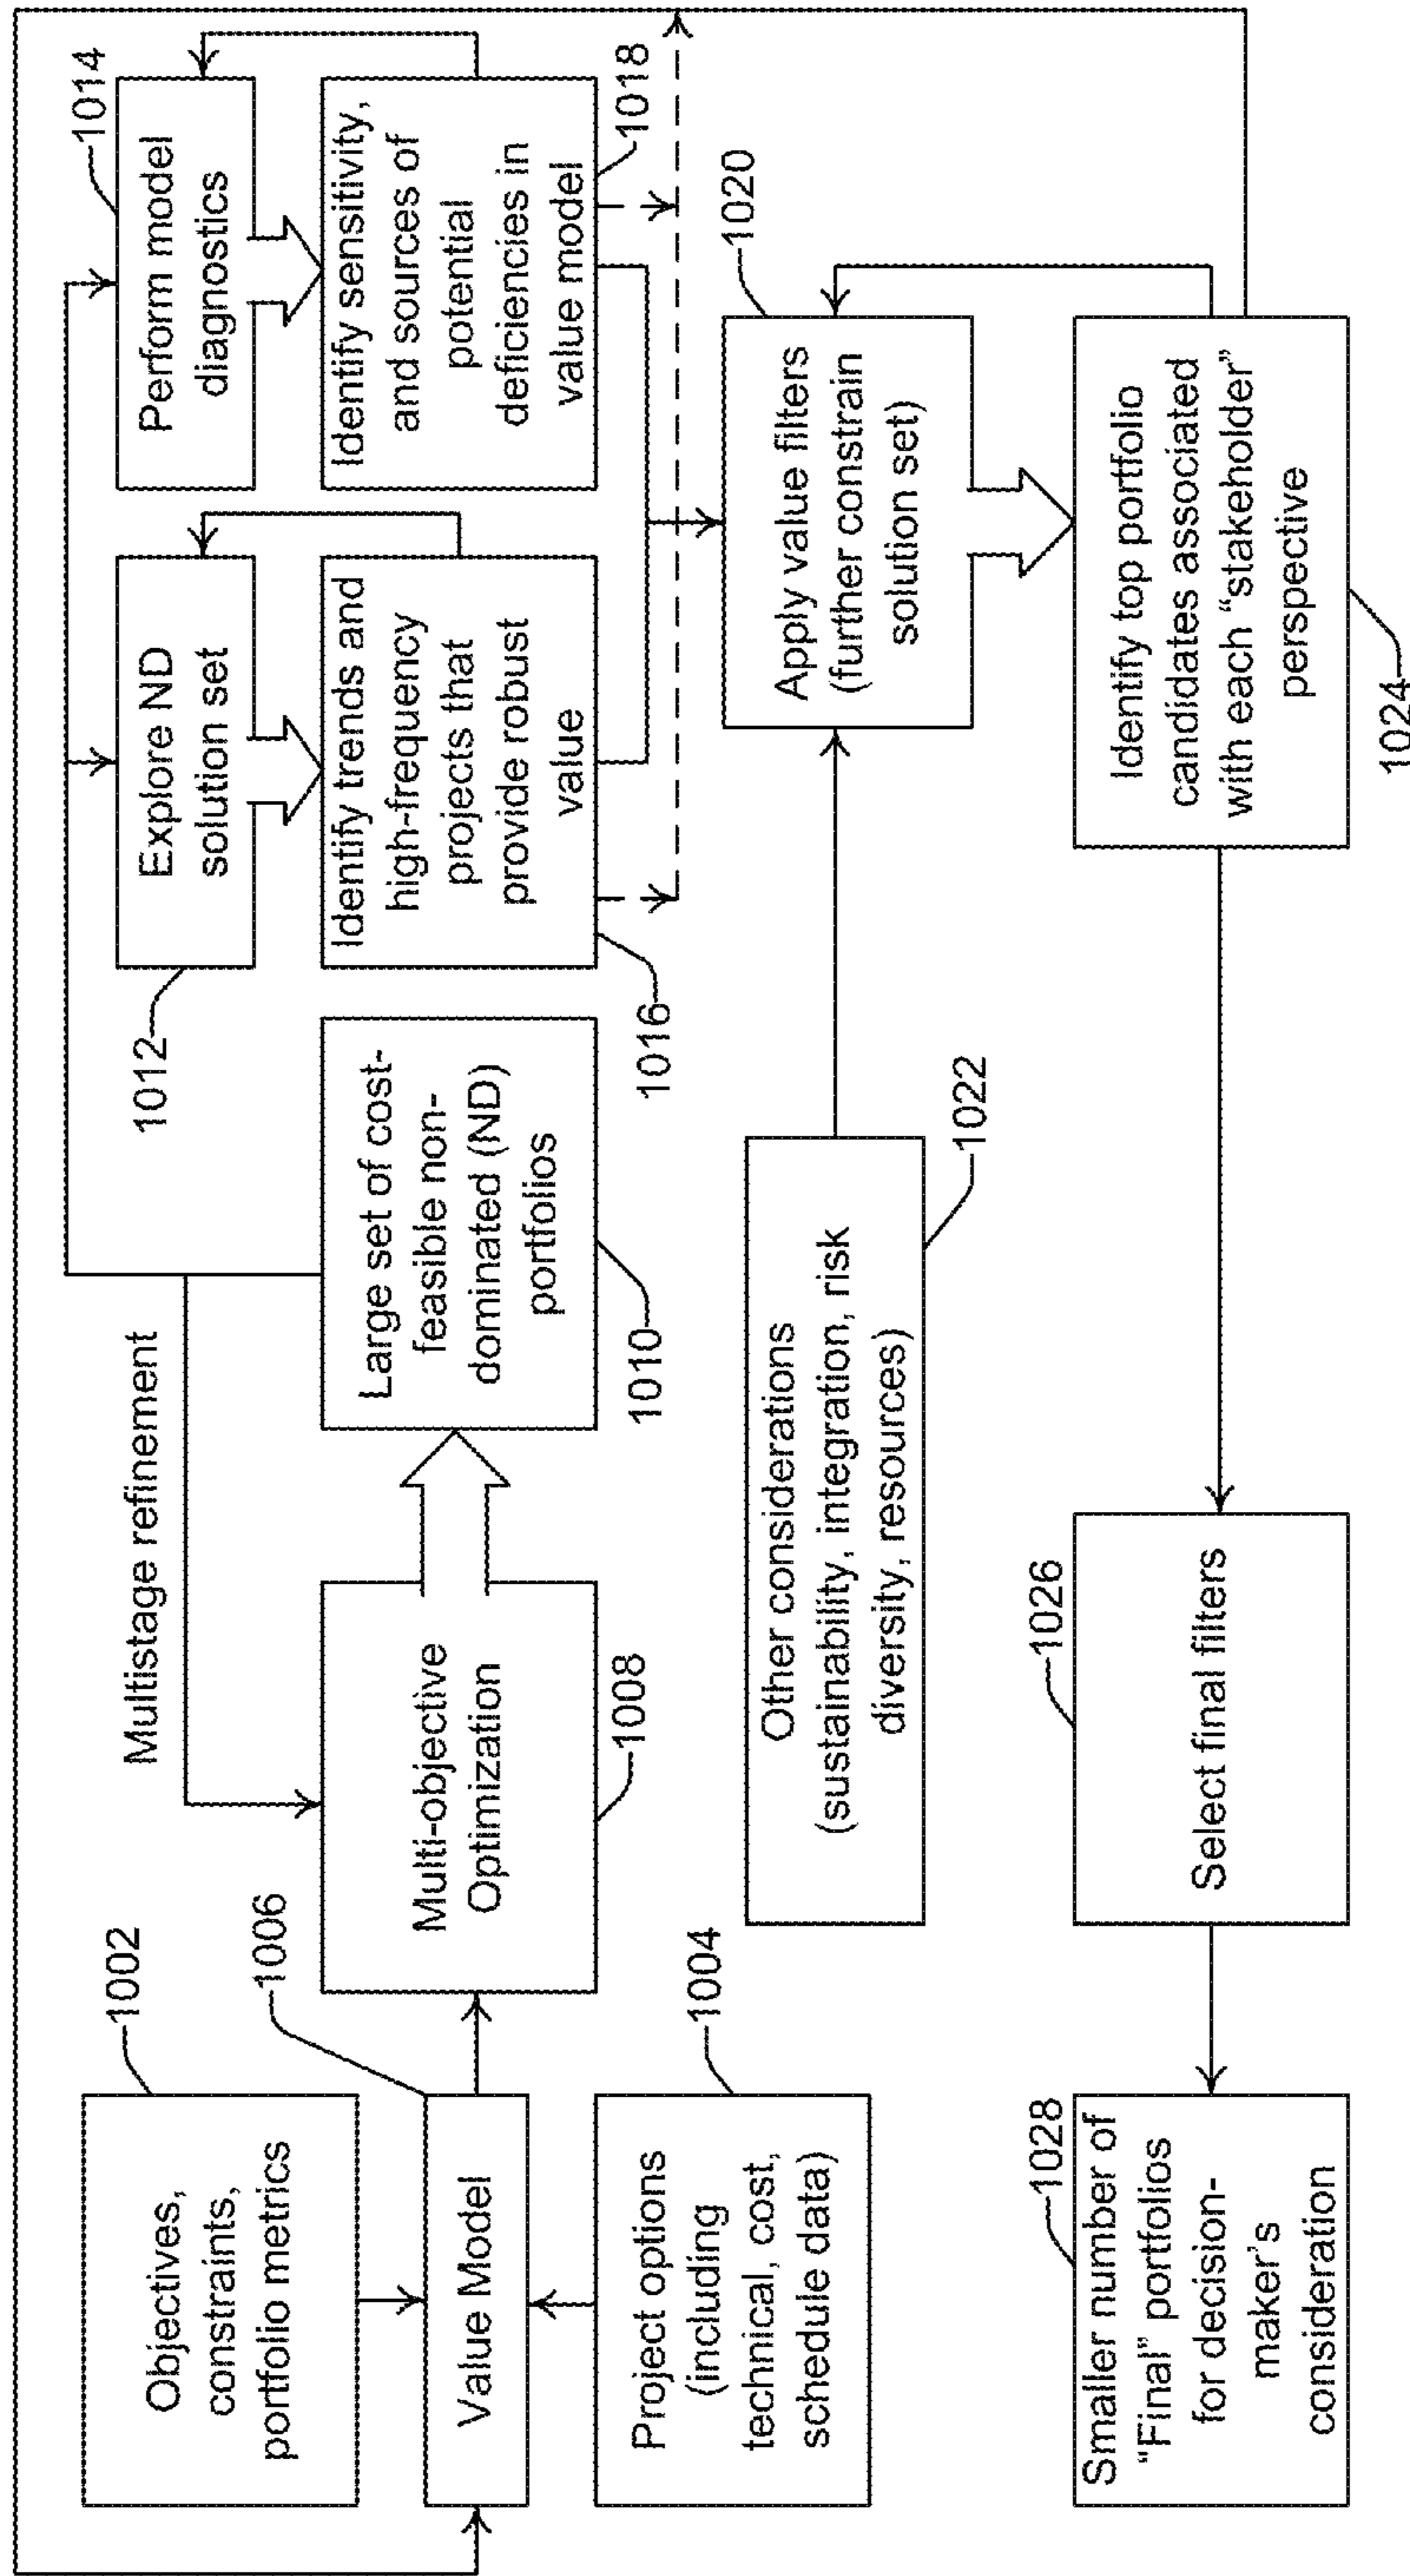 1002
Objectives,
constraints,
portfolio metrics
1006
Value Model
Project options
(including
technical, cost,
schedule data)
1004
Multistage refinement
Multi-objective
Optimization
1008
Large set of cost-
feasible non-
dominated (ND)
portfolios
1010
1012
Explore ND
solution set
Identify trends and
high-frequency
projects that
provide robust
value
1016
1014
Perform model
diagnostics
Identify sensitivity,
and sources of
potential
deficiencies in
value model
1018
Other considerations
(sustainability, integration, risk
diversity, resources)
1022
1020
Apply value filters
(further constrain
solution set)
Identify top portfolio
candidates associated
with each “stakeholder”
perspective
1024
1026
Select final filters
1028
Smaller number of
“Final” portfolios
for decision-
maker’s
consideration